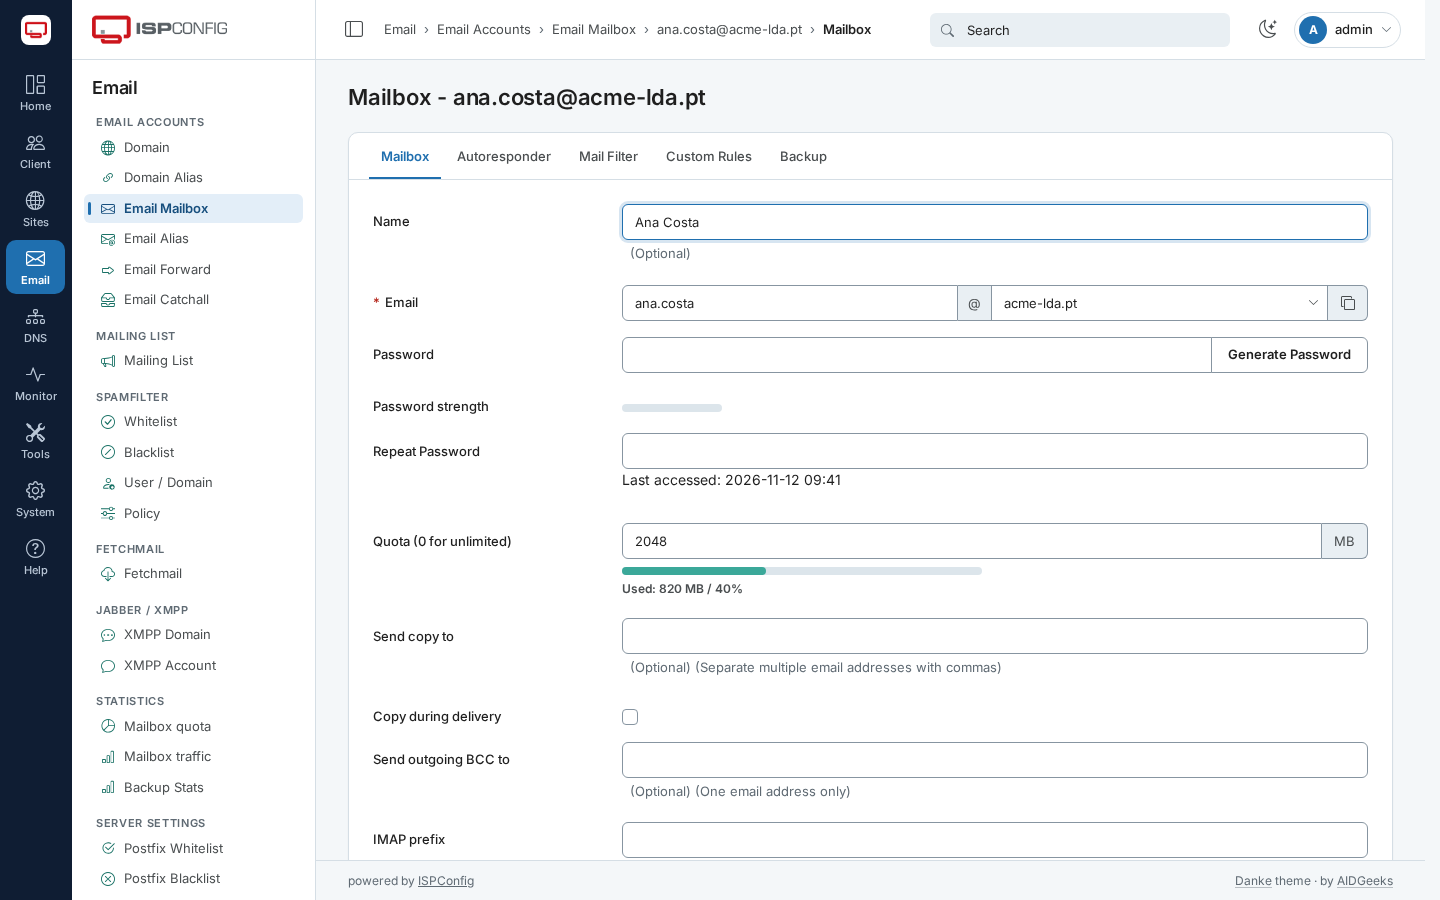 ISPCONFIG
Email › Email Accounts › Email Mailbox › ana.costa@acme-lda.pt › Mailbox
Search
A admin
Home
Client
Sites
Email
DNS
Monitor
Tools
System
Help
Email
EMAIL ACCOUNTS
Domain
Domain Alias
Email Mailbox
Email Alias
Email Forward
Email Catchall
MAILING LIST
Mailing List
SPAMFILTER
Whitelist
Blacklist
User / Domain
Policy
FETCHMAIL
Fetchmail
JABBER / XMPP
XMPP Domain
XMPP Account
STATISTICS
Mailbox quota
Mailbox traffic
Backup Stats
SERVER SETTINGS
Postfix Whitelist
Postfix Blacklist
Mailbox - ana.costa@acme-lda.pt
Mailbox Autoresponder Mail Filter Custom Rules Backup
Name Ana Costa
(Optional)
* Email ana.costa @ acme-lda.pt
Password Generate Password
Password strength
Repeat Password
Last accessed: 2026-11-12 09:41
Quota (0 for unlimited) 2048 MB
Used: 820 MB / 40%
Send copy to
(Optional) (Separate multiple email addresses with commas)
Copy during delivery
Send outgoing BCC to
(Optional) (One email address only)
IMAP prefix
powered by ISPConfig
Danke theme · by AIDGeeks